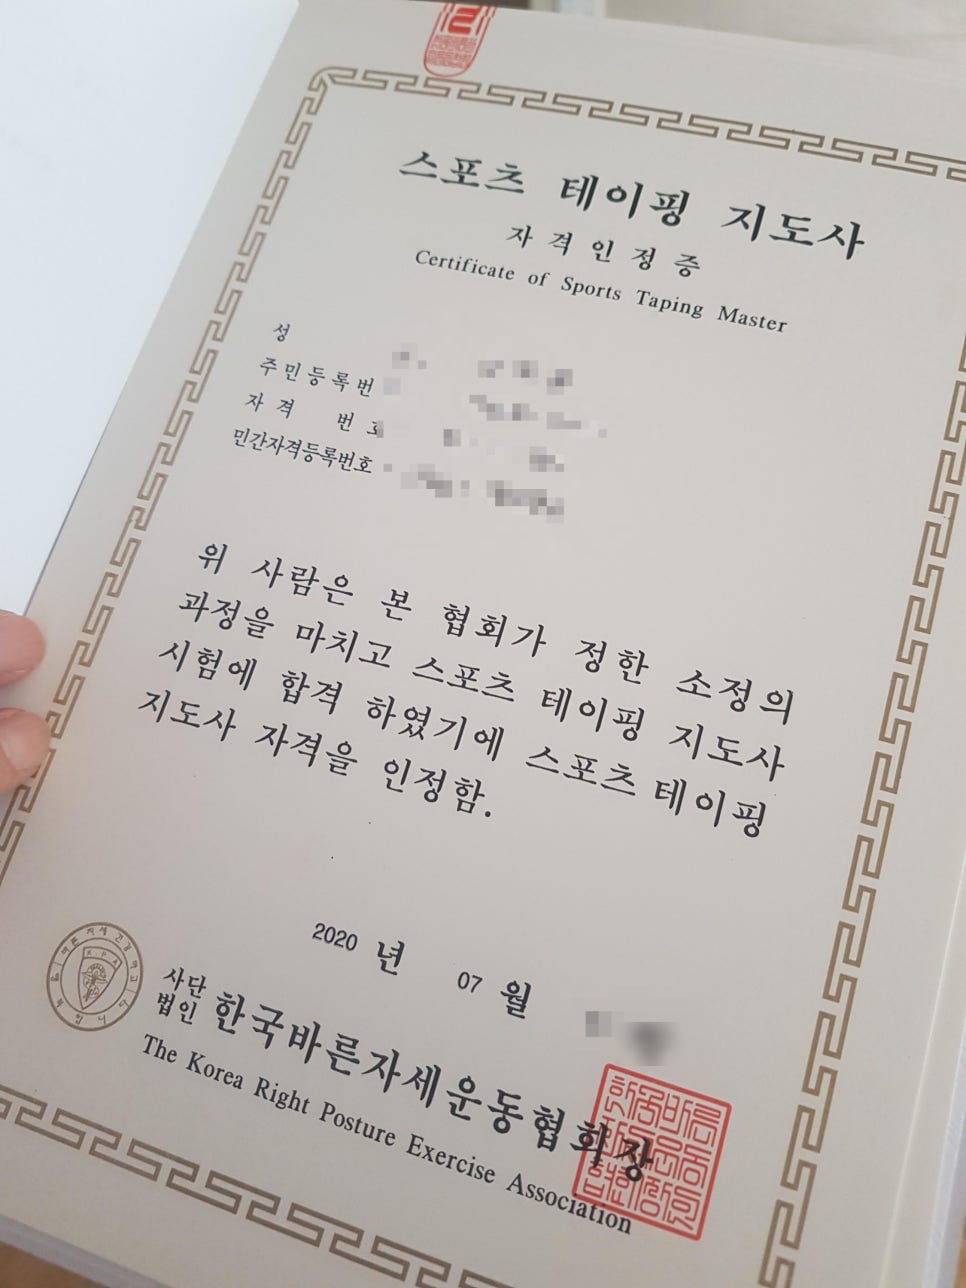 스포츠 테이핑 지도사
자격인정증
Certificate of Sports Taping Master
성
주민등록번
자격 번호
민간자격등록번호
위 사람은 본 협회가 정한 소정의
과정을 마치고 스포츠 테이핑 지도사
시험에 합격 하였기에 스포츠 테이핑
지도사 자격을 인정함.
2020 년 07 월
사단
법인 한국바른자세운동협회장
The Korea Right Posture Exercise Association